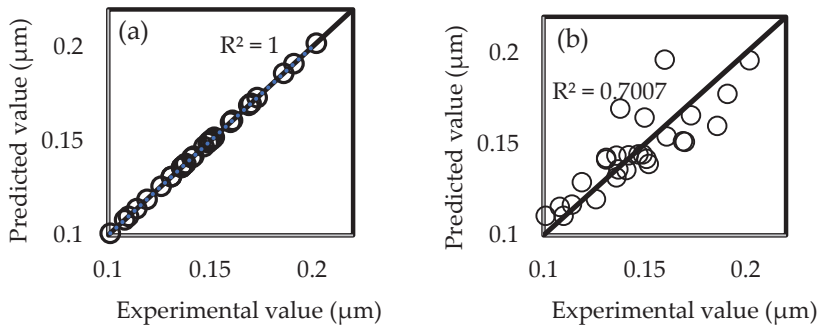 (a)
R² = 1
Predicted value (µm)
0.2
0.15
0.1
0.1 0.15 0.2
Experimental value (µm)
(b)
R² = 0.7007
Predicted value (µm)
0.2
0.15
0.1
0.1 0.15 0.2
Experimental value (µm)